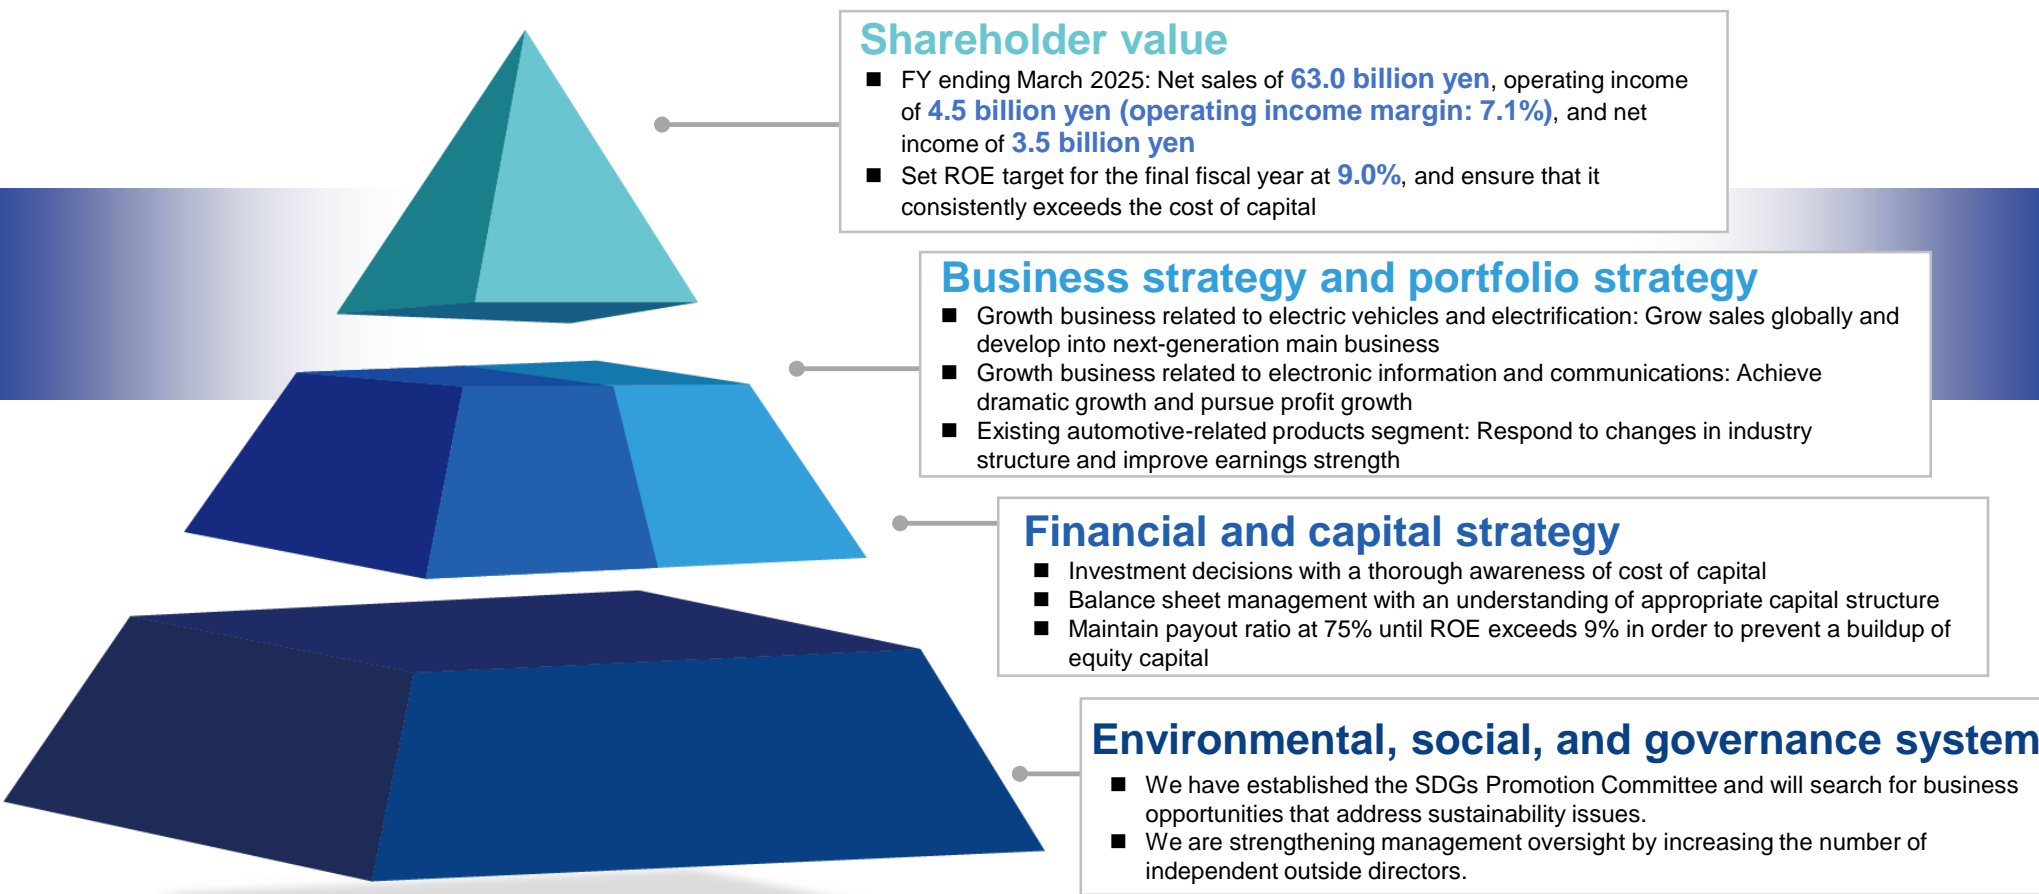 Shareholder value
■ FY ending March 2025: Net sales of 63.0 billion yen, operating income
of 4.5 billion yen (operating income margin: 7.1%), and net
income of 3.5 billion yen
■ Set ROE target for the final fiscal year at 9.0%, and ensure that it
consistently exceeds the cost of capital
Business strategy and portfolio strategy
■ Growth business related to electric vehicles and electrification: Grow sales globally and
develop into next-generation main business
■ Growth business related to electronic information and communications: Achieve
dramatic growth and pursue profit growth
■ Existing automotive-related products segment: Respond to changes in industry
structure and improve earnings strength
Financial and capital strategy
■ Investment decisions with a thorough awareness of cost of capital
■ Balance sheet management with an understanding of appropriate capital structure
■ Maintain payout ratio at 75% until ROE exceeds 9% in order to prevent a buildup of
equity capital
Environmental, social, and governance system
■ We have established the SDGs Promotion Committee and will search for business
opportunities that address sustainability issues.
■ We are strengthening management oversight by increasing the number of
independent outside directors.